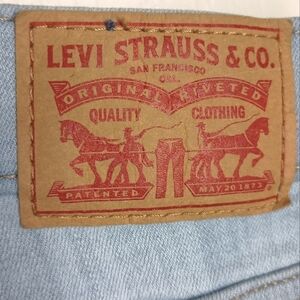 LEVI STRAUSS & CO.
SAN FRANCISCO
CAL.
ORIGINAL RIVETED
QUALITY CLOTHING
PATENTED MAY 20 1873